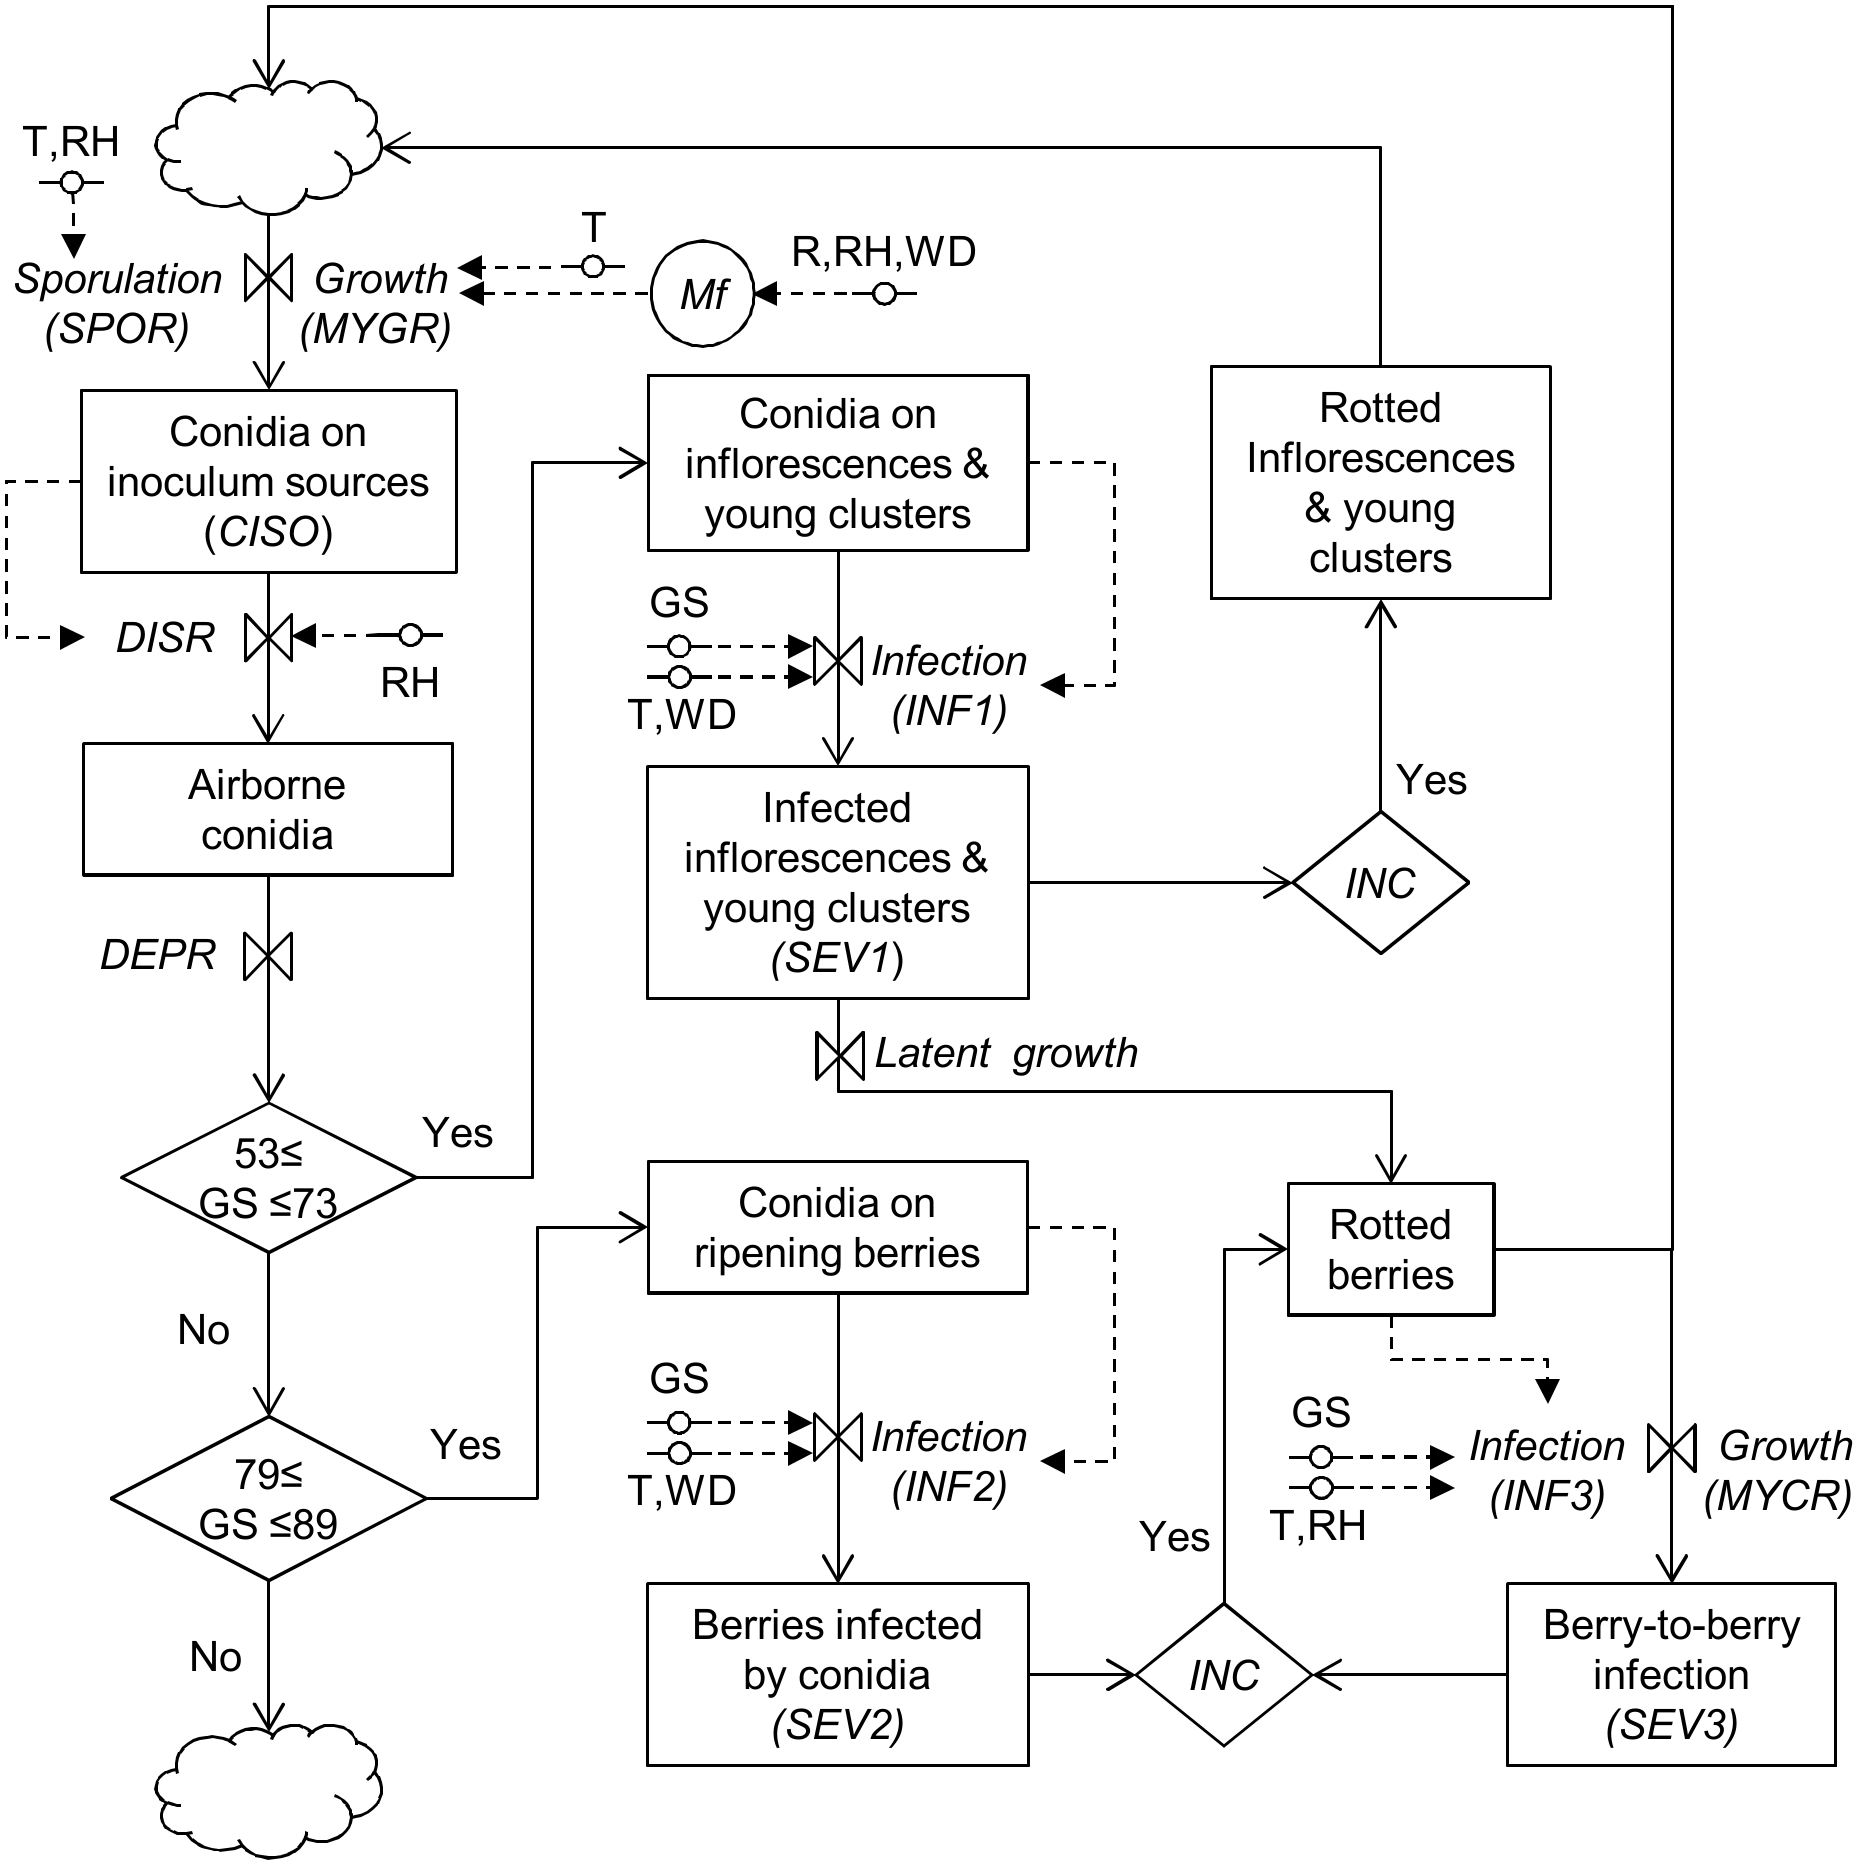 T,RH
Sporulation
(SPOR)
Growth
(MYGR)
T
Mf
R,RH,WD
Conidia on
inoculum sources
(CISO)
DISR
RH
Airborne
conidia
DEPR
53≤
GS ≤73
Yes
No
79≤
GS ≤89
Yes
No
Conidia on
inflorescences &
young clusters
GS
T,WD
Infection
(INF1)
Infected
inflorescences &
young clusters
(SEV1)
INC
Yes
Rotted
Inflorescences
& young
clusters
Latent growth
Conidia on
ripening berries
GS
T,WD
Infection
(INF2)
Berries infected
by conidia
(SEV2)
INC
Yes
Rotted
berries
GS
T,RH
Infection
(INF3)
Growth
(MYCR)
Berry-to-berry
infection
(SEV3)